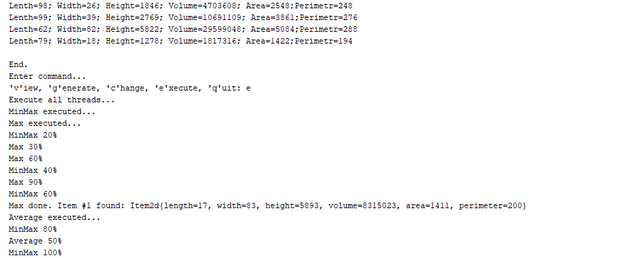 Lenth=98; Width=26; Height=1846; Volume=4703608; Area=2548;Perimetr=248
Lenth=99; Width=39; Height=2769; Volume=10691109; Area=3861;Perimetr=276
Lenth=62; Width=82; Height=5822; Volume=29599048; Area=5084;Perimetr=288
Lenth=79; Width=18; Height=1278; Volume=1817316; Area=1422;Perimetr=194
End.
Enter command...
'v'iew, 'g'enerate, 'c'hange, 'e'xecute, 'q'uit: e
Execute all threads...
MinMax executed...
Max executed...
MinMax 20%
Max 30%
Max 60%
MinMax 40%
Max 90%
MinMax 60%
Max done. Item #1 found: Item2d{length=17, width=83, height=5893, volume=8315023, area=1411, perimeter=200}
Average executed...
MinMax 80%
Average 50%
MinMax 100%